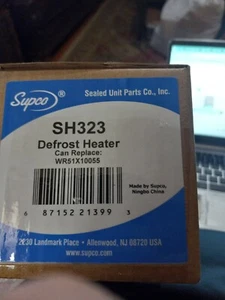 Supco®
Sealed Unit Parts Co., Inc.
SH323
Defrost Heater
Can Replace:
WR51X10055
Made by Supco,
Ningbo China
6 87152 21399 3
2230 Landmark Place • Allenwood, NJ 08720 USA
www.supco.com